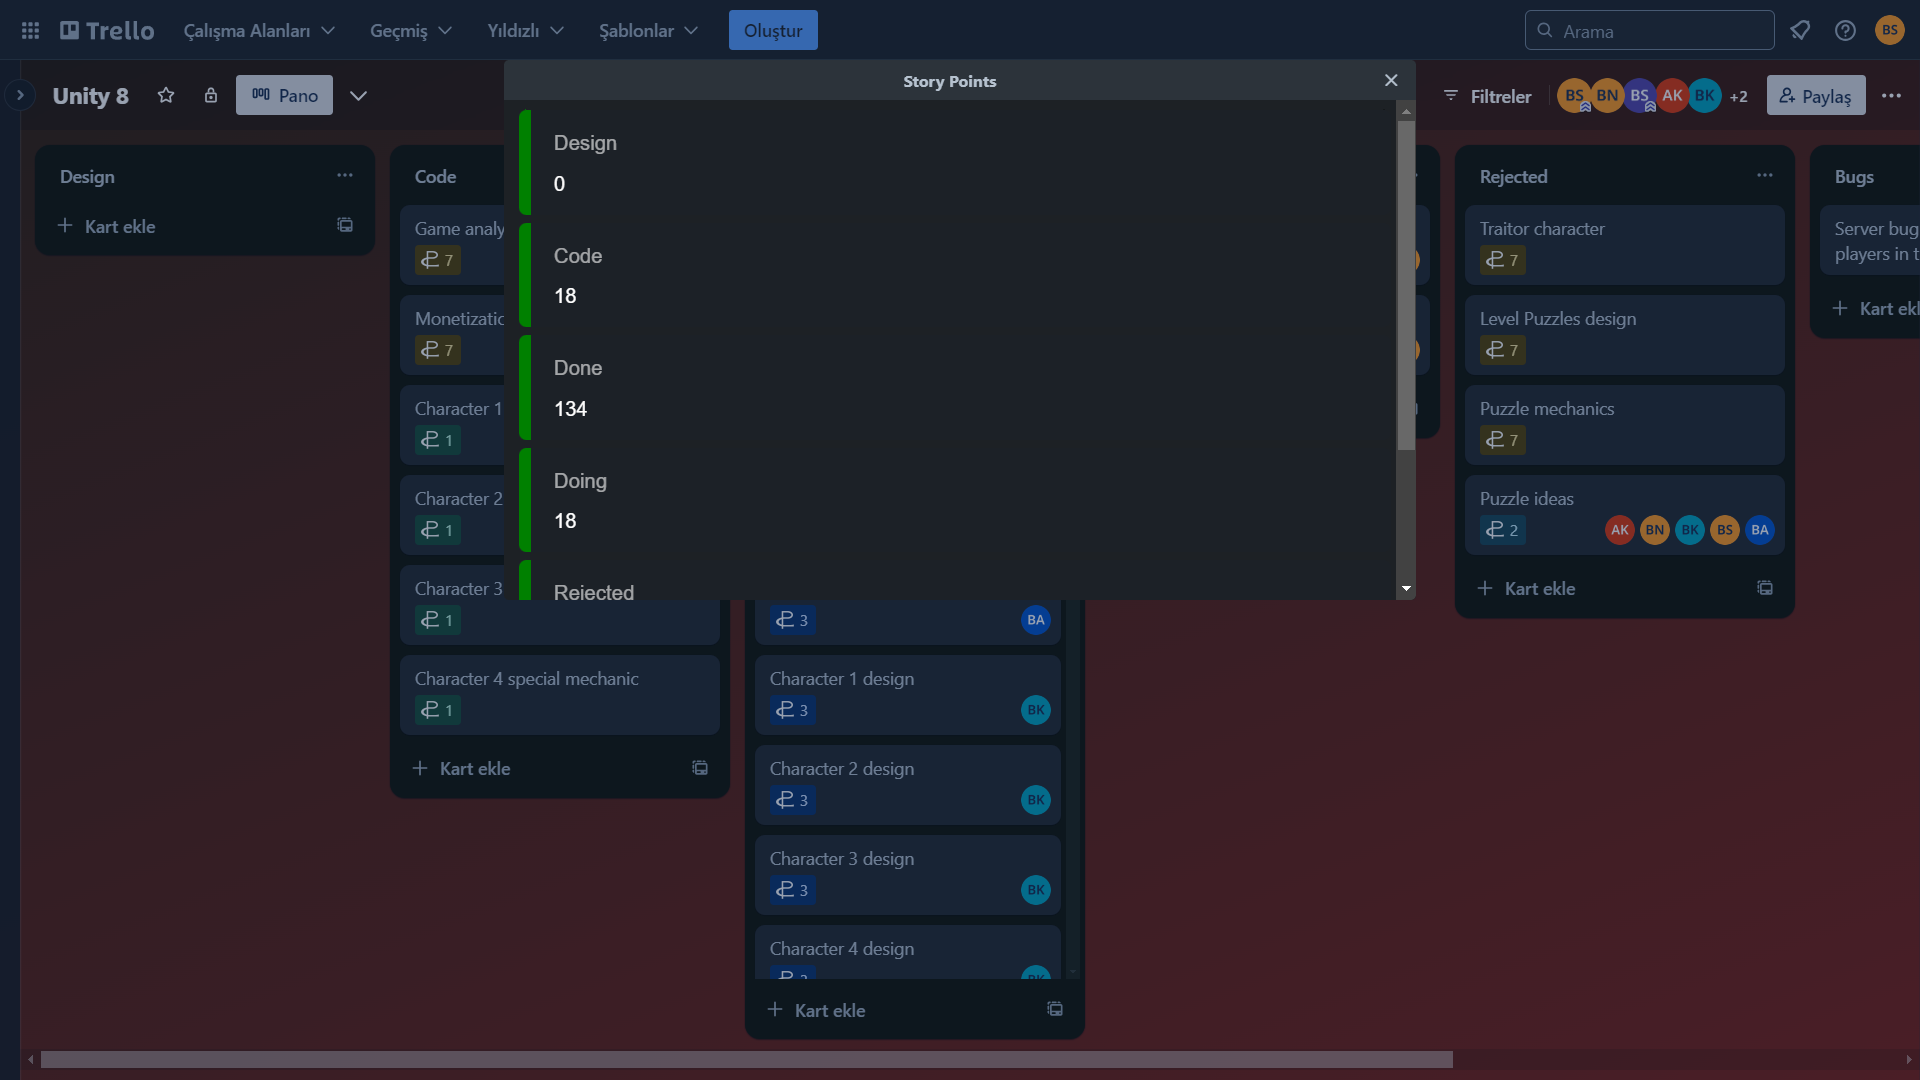 Trello
Çalışma Alanları
Geçmiş
Yıldızlı
Şablonlar
Oluştur
Arama
BS
Unity 8
Pano
Filtreler
BS
BN
BS
AK
BK
+2
Paylaş
Story Points
Design
0
Code
18
Done
134
Doing
18
Rejected
Design
Kart ekle
Code
Game analy
7
Monetizatio
7
Character 1
1
Character 2
1
Character 3
1
Character 4 special mechanic
1
Kart ekle
3
BA
Character 1 design
3
BK
Character 2 design
3
BK
Character 3 design
3
BK
Character 4 design
3
BK
Kart ekle
Rejected
Traitor character
7
Level Puzzles design
7
Puzzle mechanics
7
Puzzle ideas
2
AK
BN
BK
BS
BA
Kart ekle
Bugs
Server bug
players in t
Kart ekl